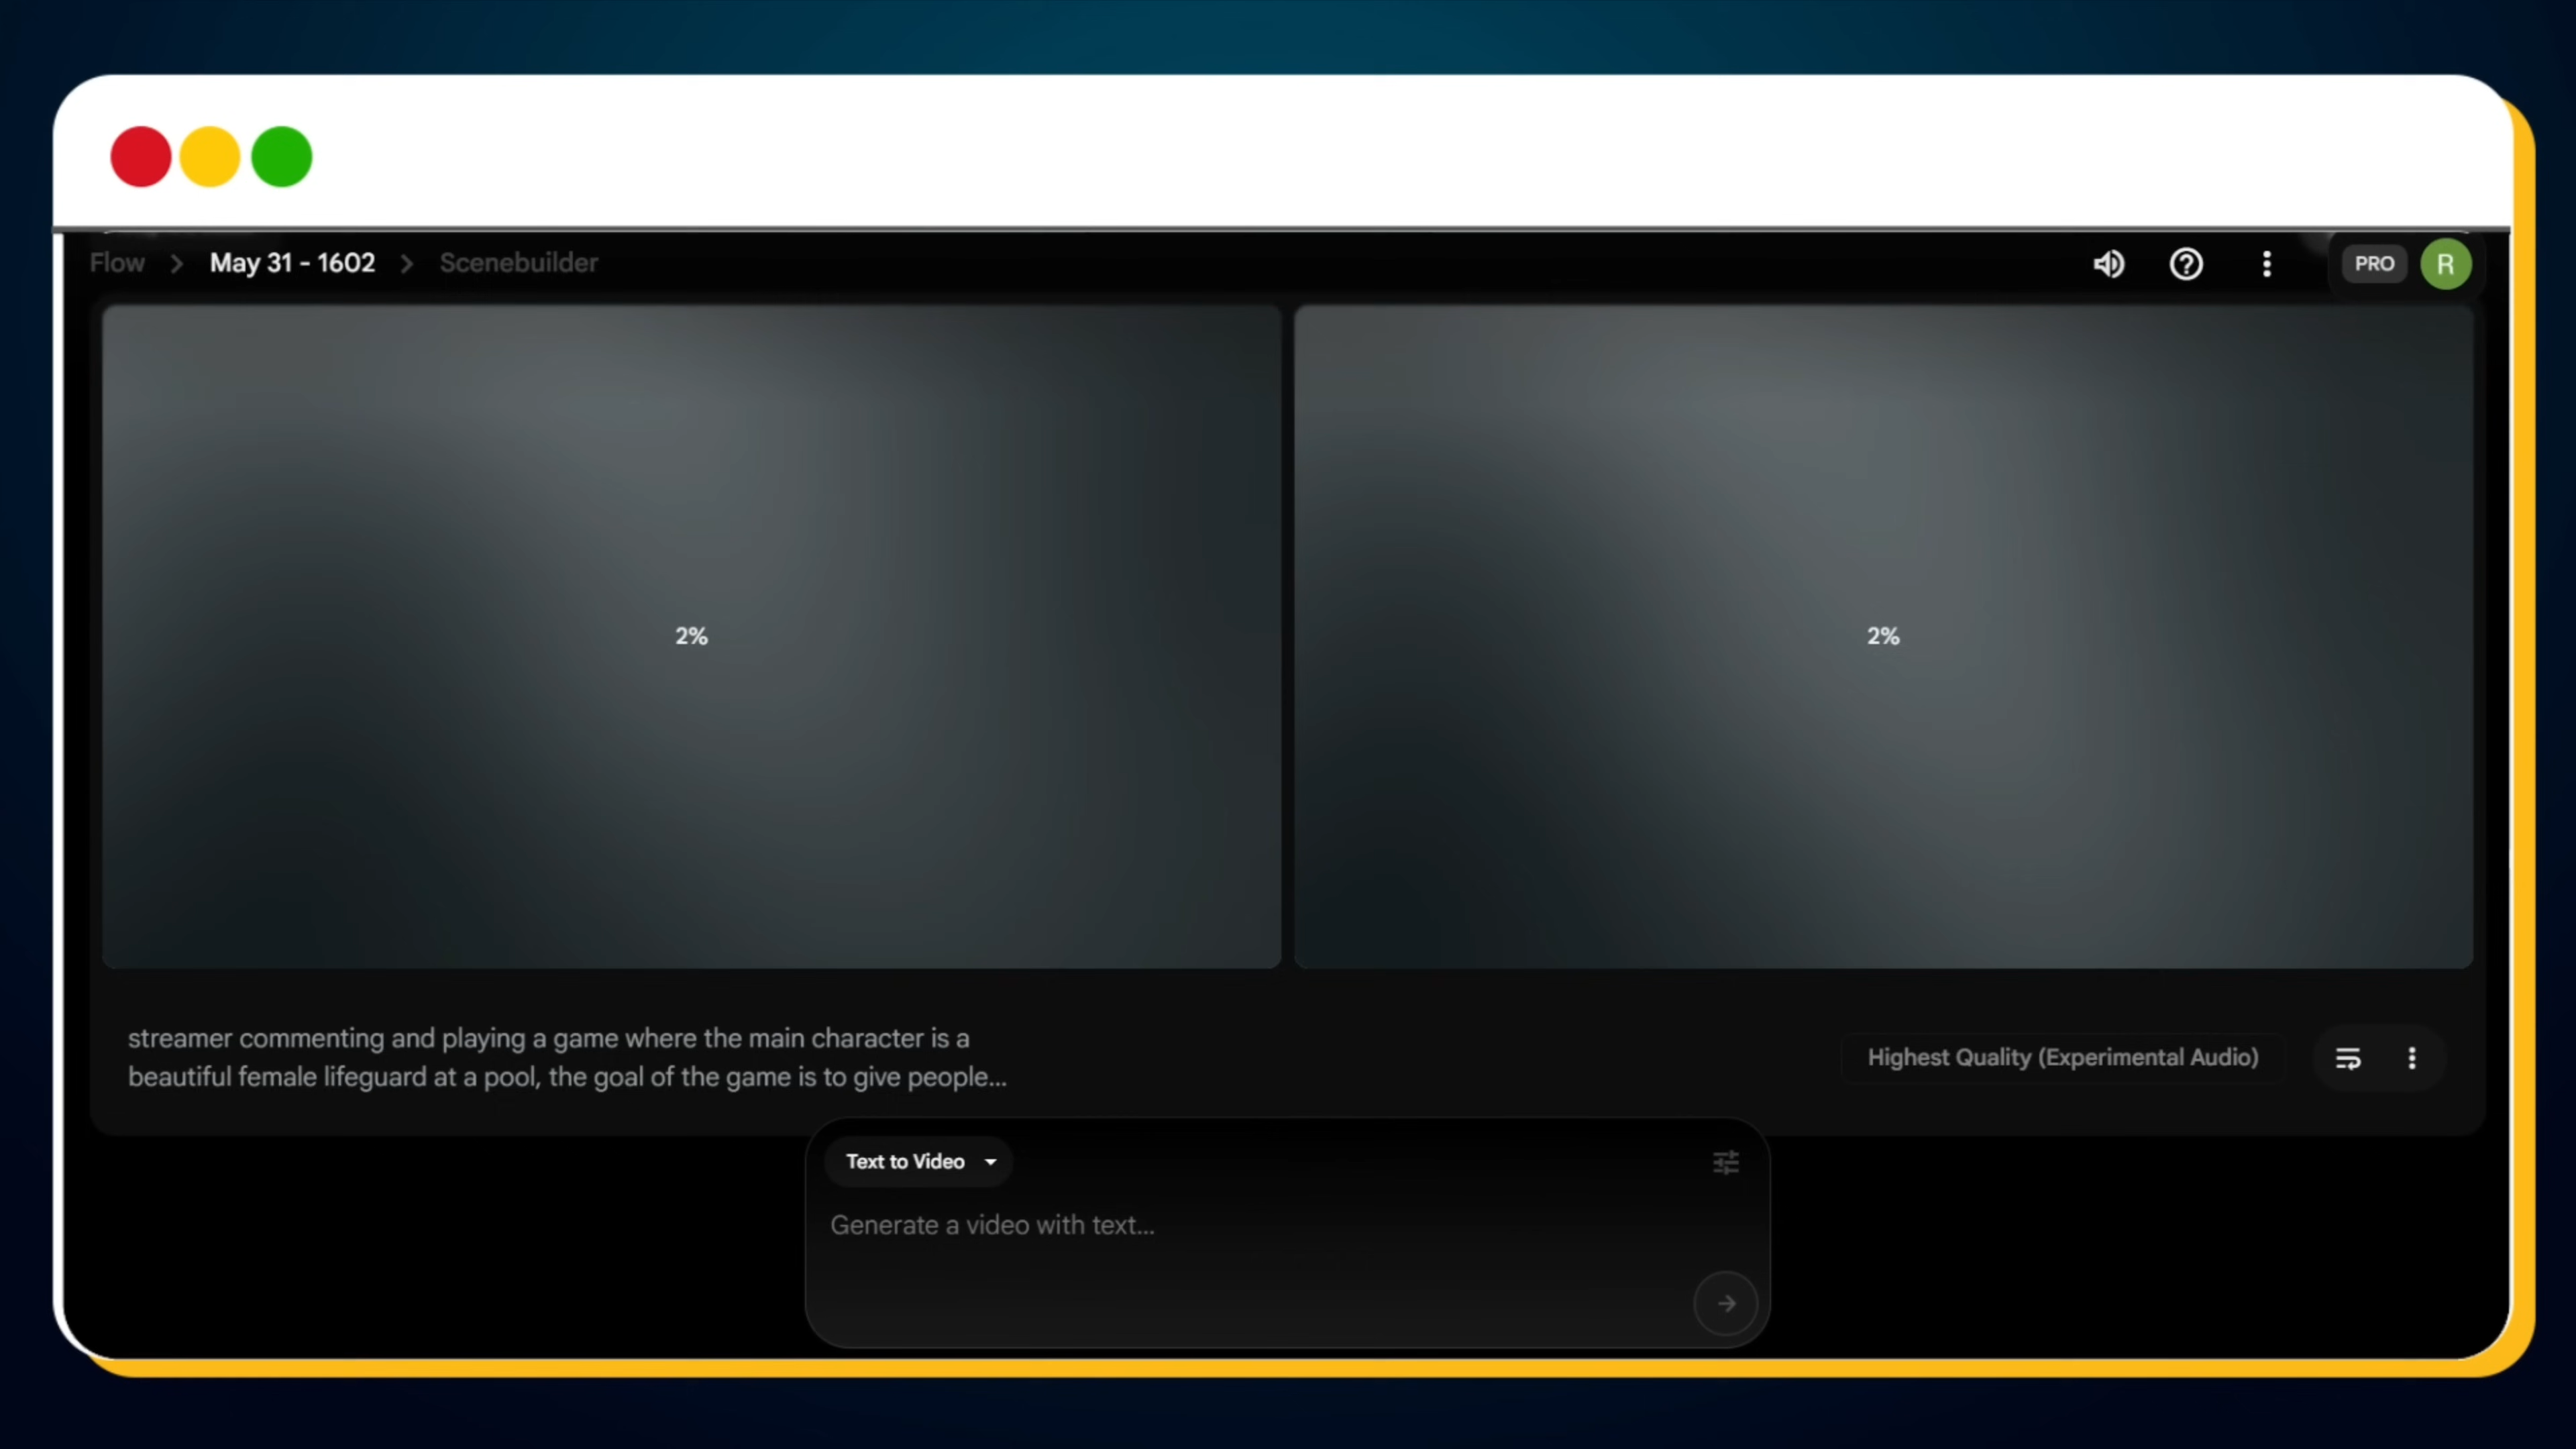 Flow > May 31 - 1602 > Scenebuilder
PRO
R
2%
2%
streamer commenting and playing a game where the main character is a
beautiful female lifeguard at a pool, the goal of the game is to give people...
Highest Quality (Experimental Audio)
Text to Video
Generate a video with text...